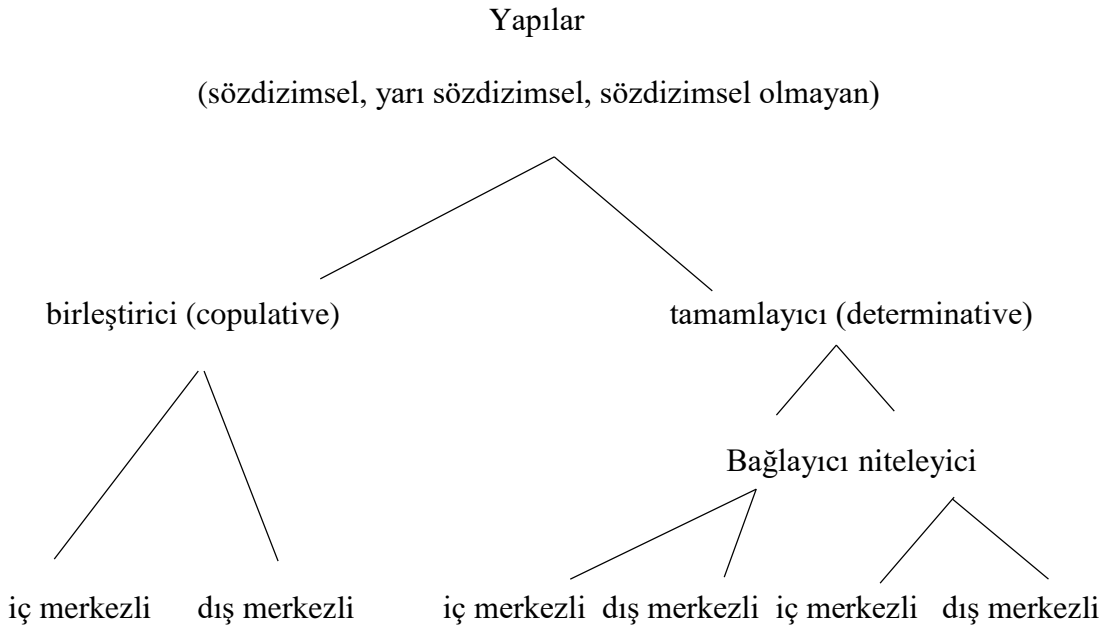 Yapılar
(sözdizimsel, yarı sözdizimsel, sözdizimsel olmayan)
birleştirici (copulative) tamamlayıcı (determinative)
Bağlayıcı niteleyici
iç merkezli dış merkezli iç merkezli dış merkezli iç merkezli dış merkezli